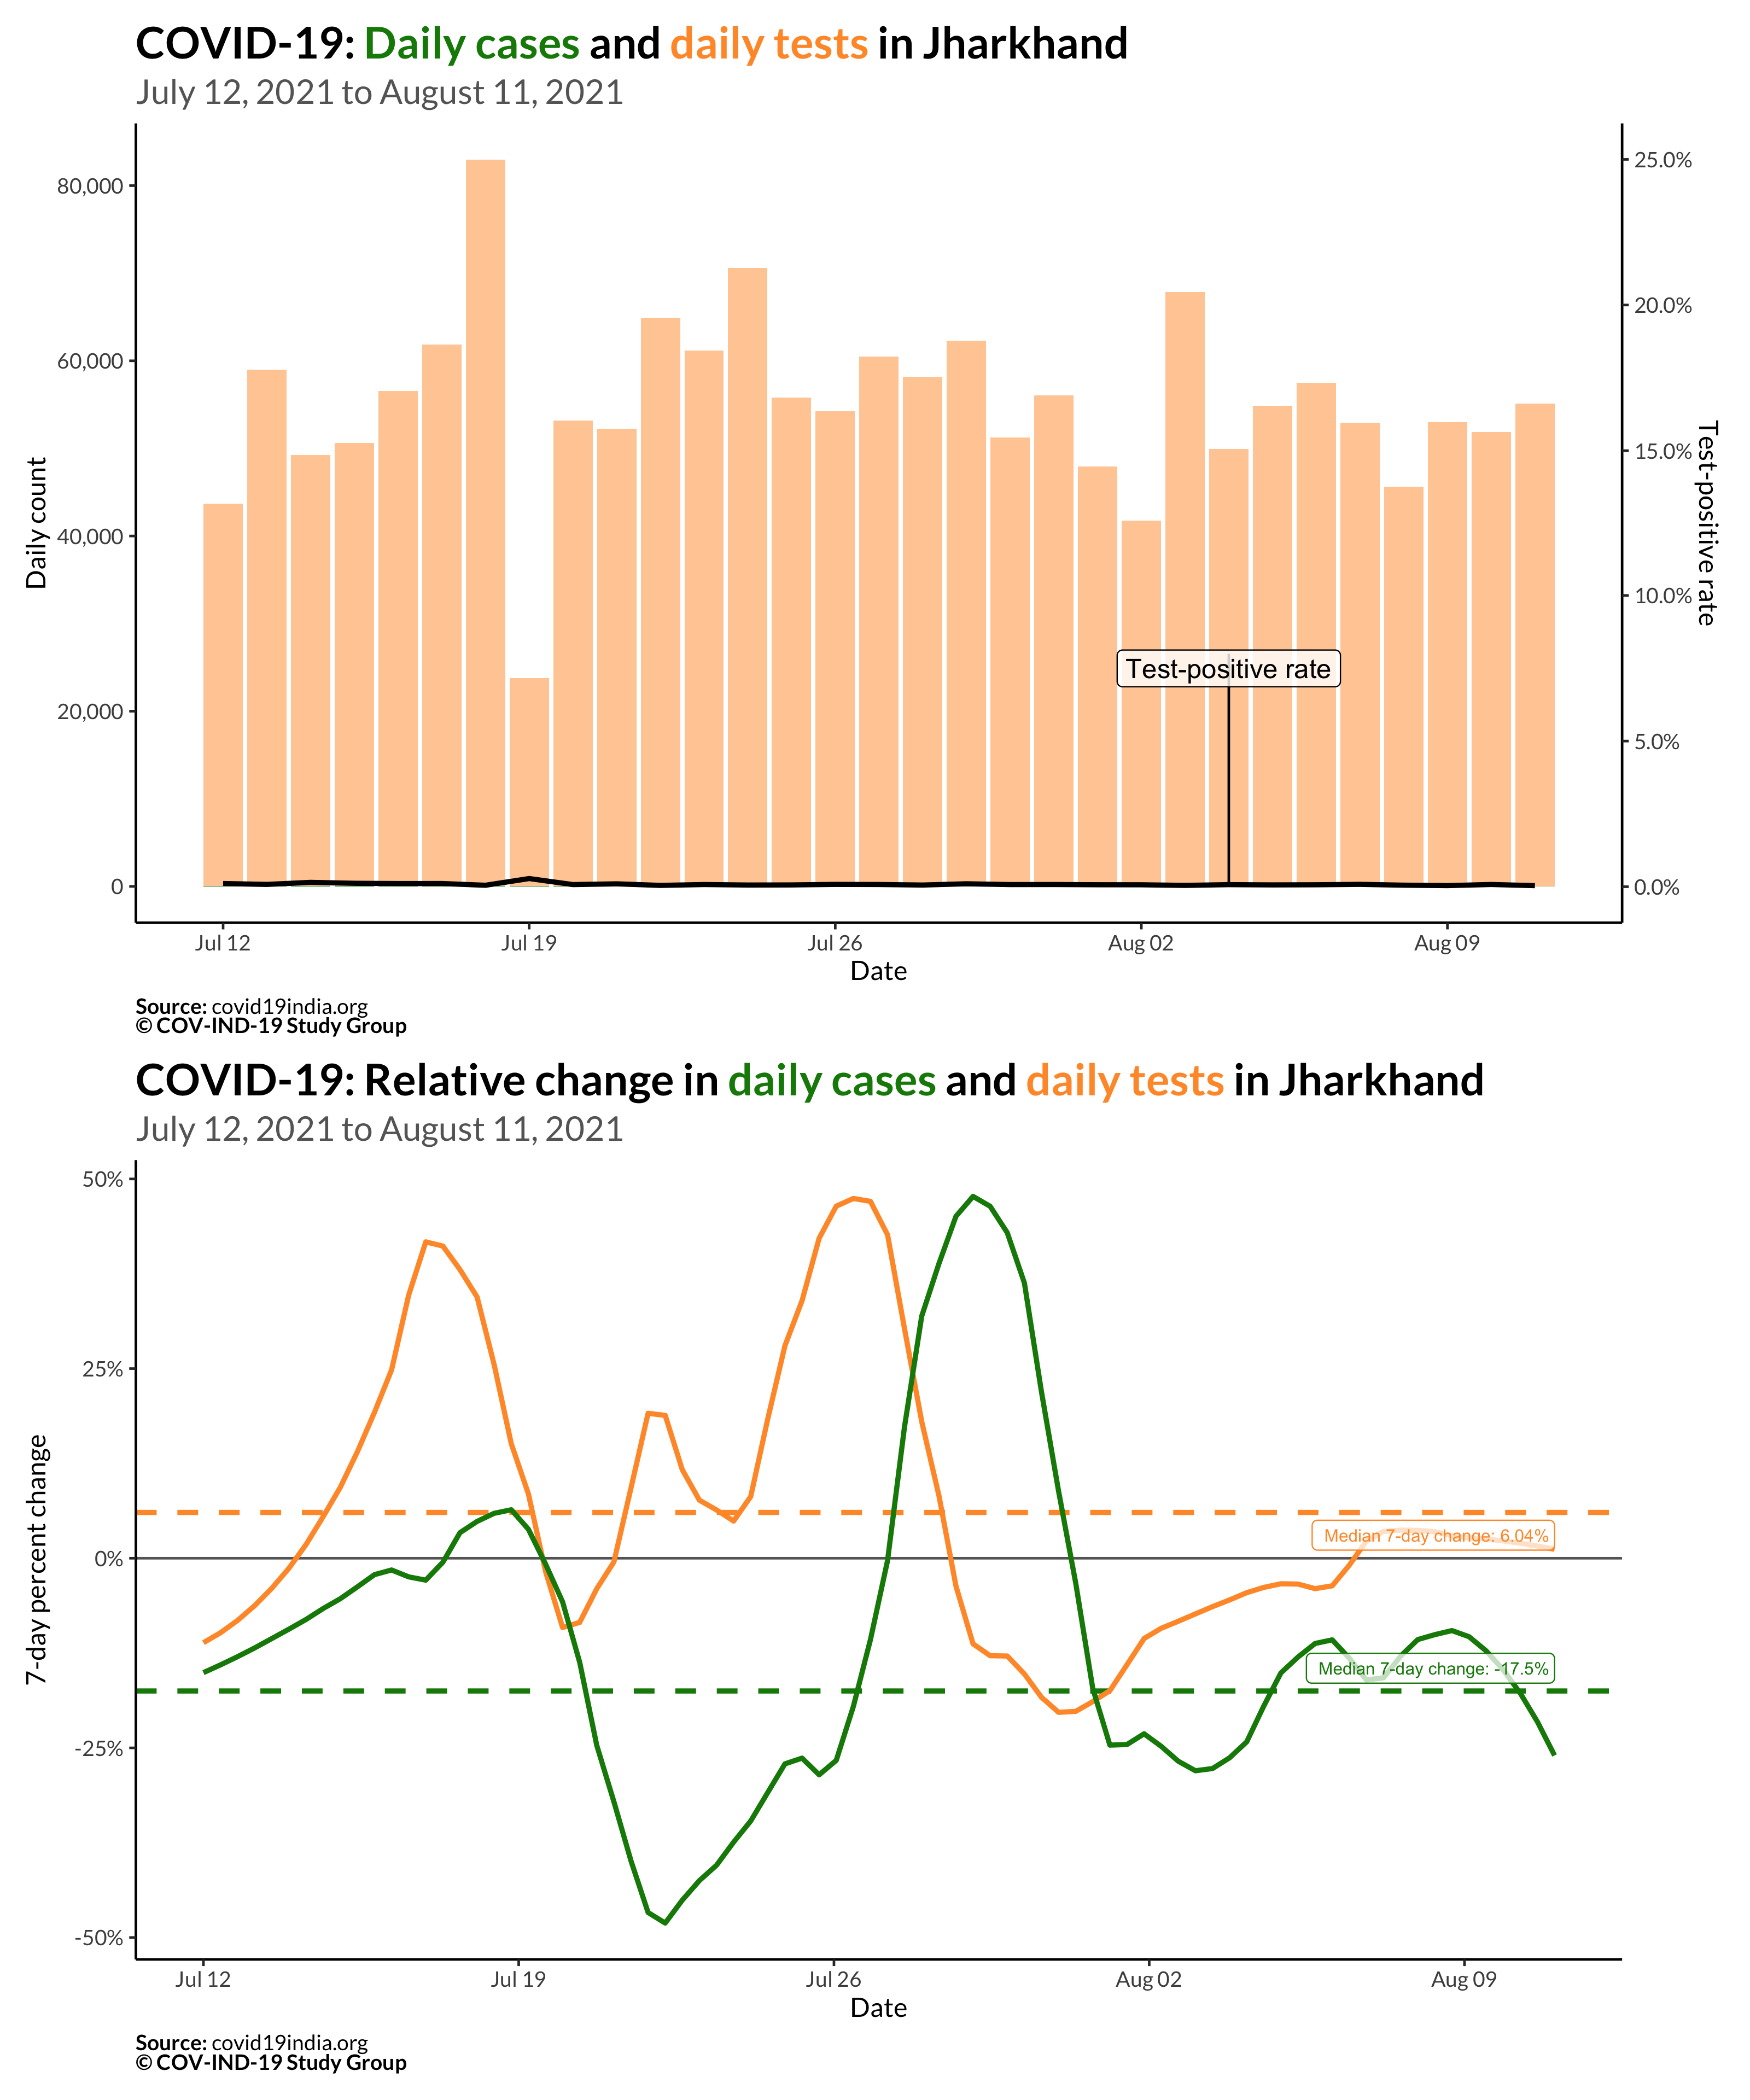 COVID-19: Daily cases and daily tests in Jharkhand
July 12, 2021 to August 11, 2021
Daily count
80,000
60,000
40,000
20,000
0
25.0%
20.0%
15.0%
10.0%
5.0%
0.0%
Test-positive rate
Test-positive rate
Jul 12
Jul 19
Jul 26
Aug 02
Aug 09
Date
Source: covid19india.org
© COV-IND-19 Study Group
COVID-19: Relative change in daily cases and daily tests in Jharkhand
July 12, 2021 to August 11, 2021
7-day percent change
50%
25%
0%
-25%
-50%
Median 7-day change: 6.04%
Median 7-day change: -17.5%
Jul 12
Jul 19
Jul 26
Aug 02
Aug 09
Date
Source: covid19india.org
© COV-IND-19 Study Group